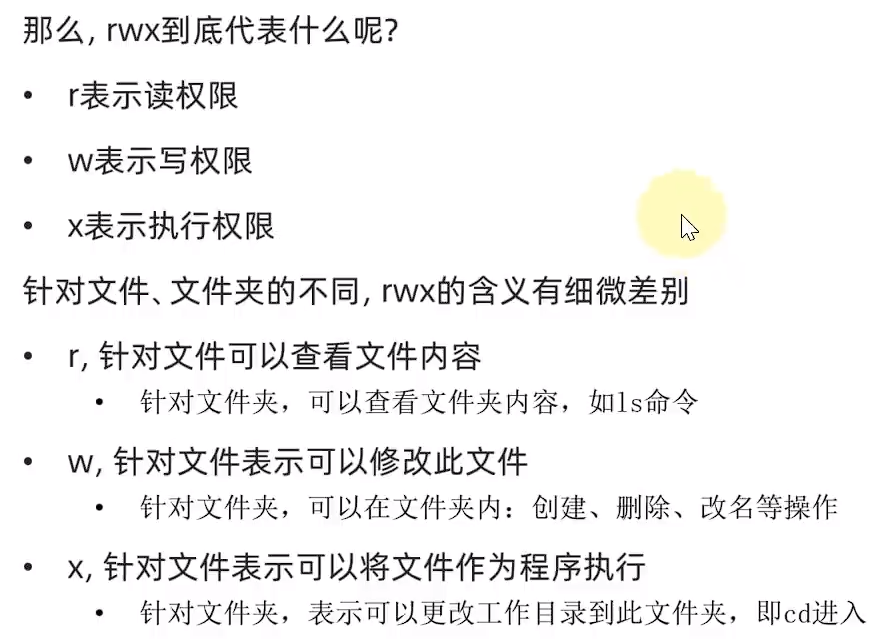 那么, rwx到底代表什么呢?
• r表示读权限
• w表示写权限
• x表示执行权限
针对文件、文件夹的不同, rwx的含义有细微差别
• r, 针对文件可以查看文件内容
• 针对文件夹，可以查看文件夹内容，如ls命令
• w, 针对文件表示可以修改此文件
• 针对文件夹，可以在文件夹内：创建、删除、改名等操作
• x, 针对文件表示可以将文件作为程序执行
• 针对文件夹，表示可以更改工作目录到此文件夹，即cd进入